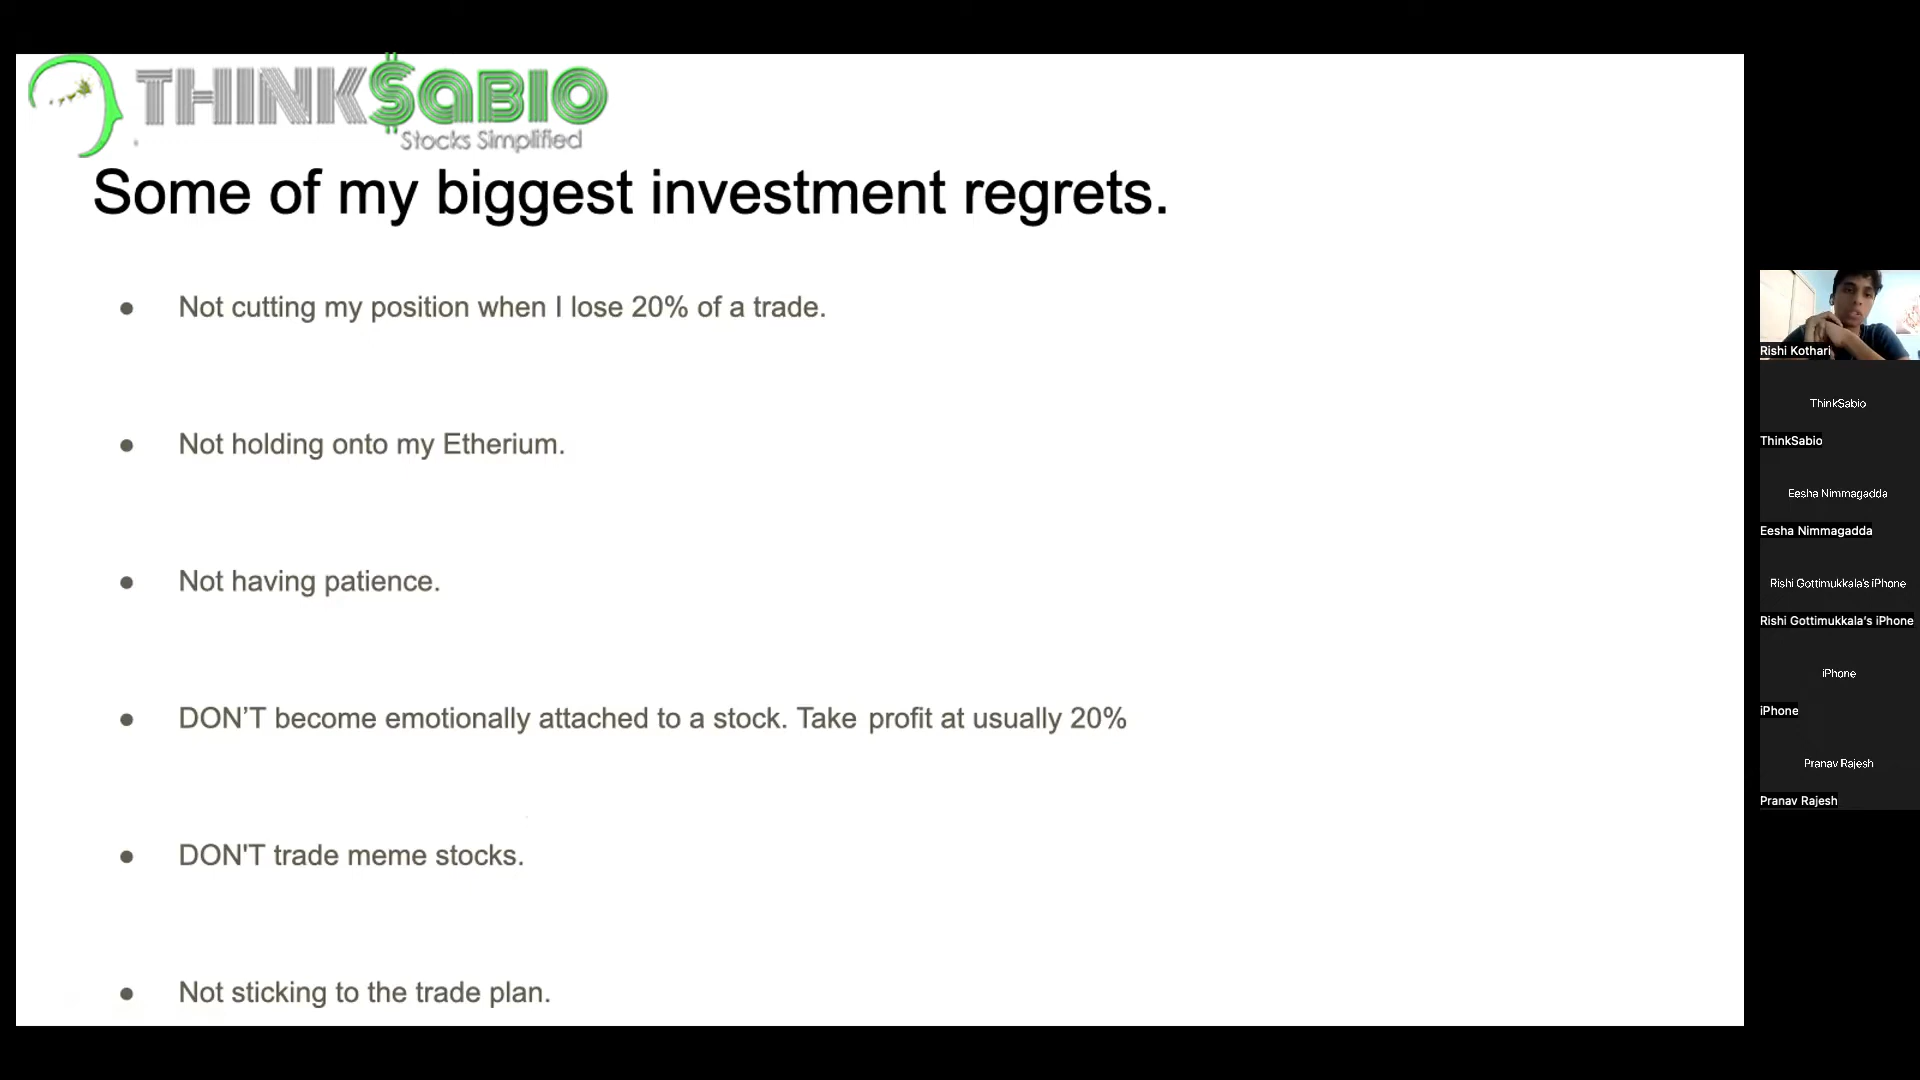 THINK$aBIO
Stocks Simplified
Some of my biggest investment regrets.
● Not cutting my position when I lose 20% of a trade.
● Not holding onto my Etherium.
● Not having patience.
● DON’T become emotionally attached to a stock. Take profit at usually 20%
● DON'T trade meme stocks.
● Not sticking to the trade plan.
Rishi Kothari
ThinkSabio
ThinkSabio
Eesha Nimmagadda
Eesha Nimmagadda
Rishi Gottimukkala's iPhone
Rishi Gottimukkala's iPhone
iPhone
iPhone
Pranav Rajesh
Pranav Rajesh